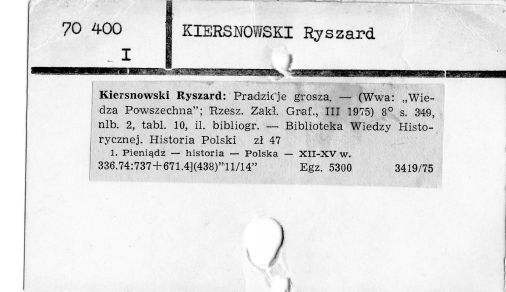 70 400
I
KIERSNOWSKI Ryszard
Kiersnowski Ryszard: Pradzieje grosza. — (Wwa: „Wie-
dza Powszechna"; Rzesz. Zakł. Graf., III 1975) 8° s. 349,
nlb. 2, tabl. 10, il. bibliogr. — Biblioteka Wiedzy Histo-
rycznej. Historia Polski zł 47
1. Pieniądz — historia — Polska — XII-XV w.
336.74:737+671.4](438)"11/14" Egz. 5300 3419/75